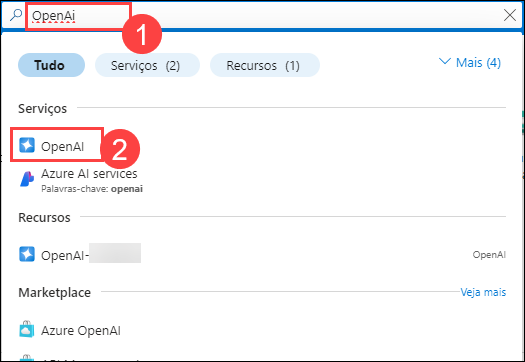 OpenAi
1
Tudo
Serviços (2)
Recursos (1)
Mais (4)
Serviços
OpenAI
2
Azure AI services
Palavras-chave: openai
Recursos
OpenAI-
OpenAI
Marketplace
Veja mais
Azure OpenAI